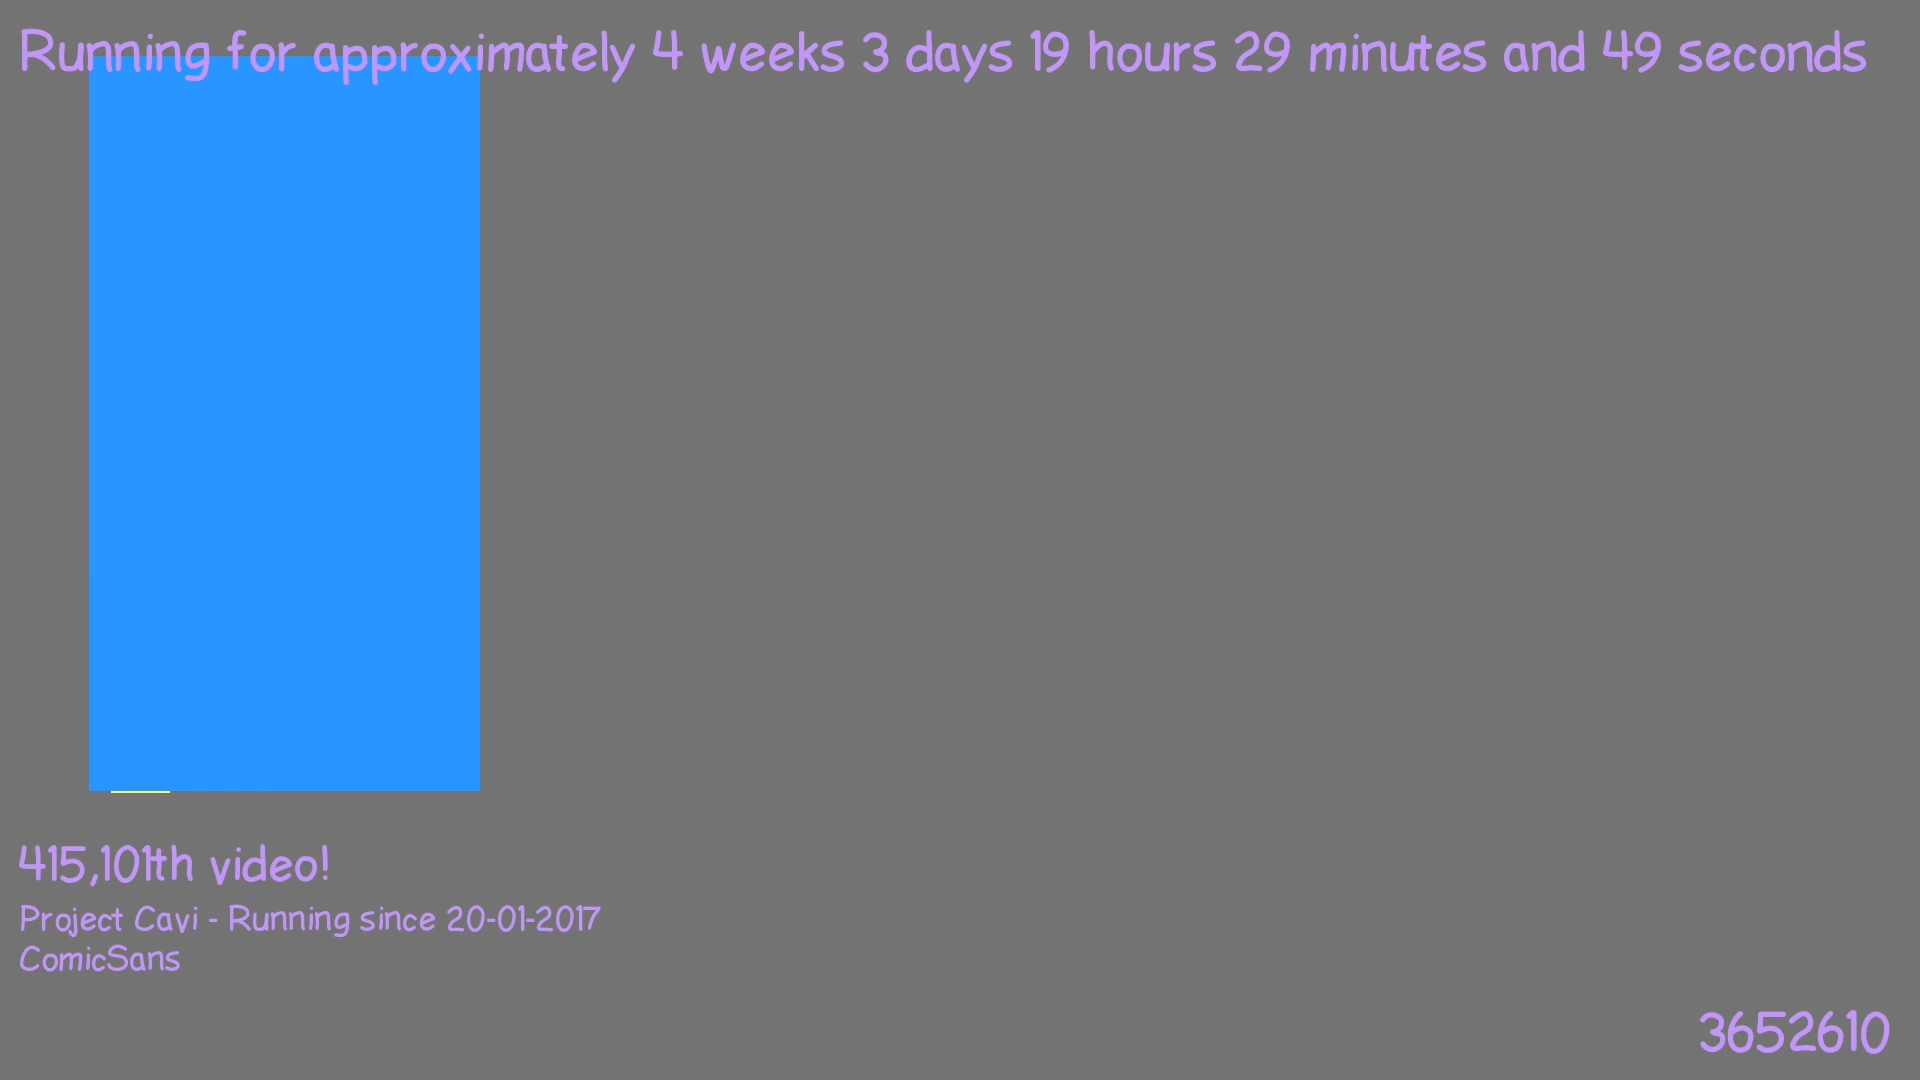 Running for approximately 4 weeks 3 days 19 hours 29 minutes and 49 seconds
415,101th video!
Project Cavi - Running since 20-01-2017
ComicSans
3652610